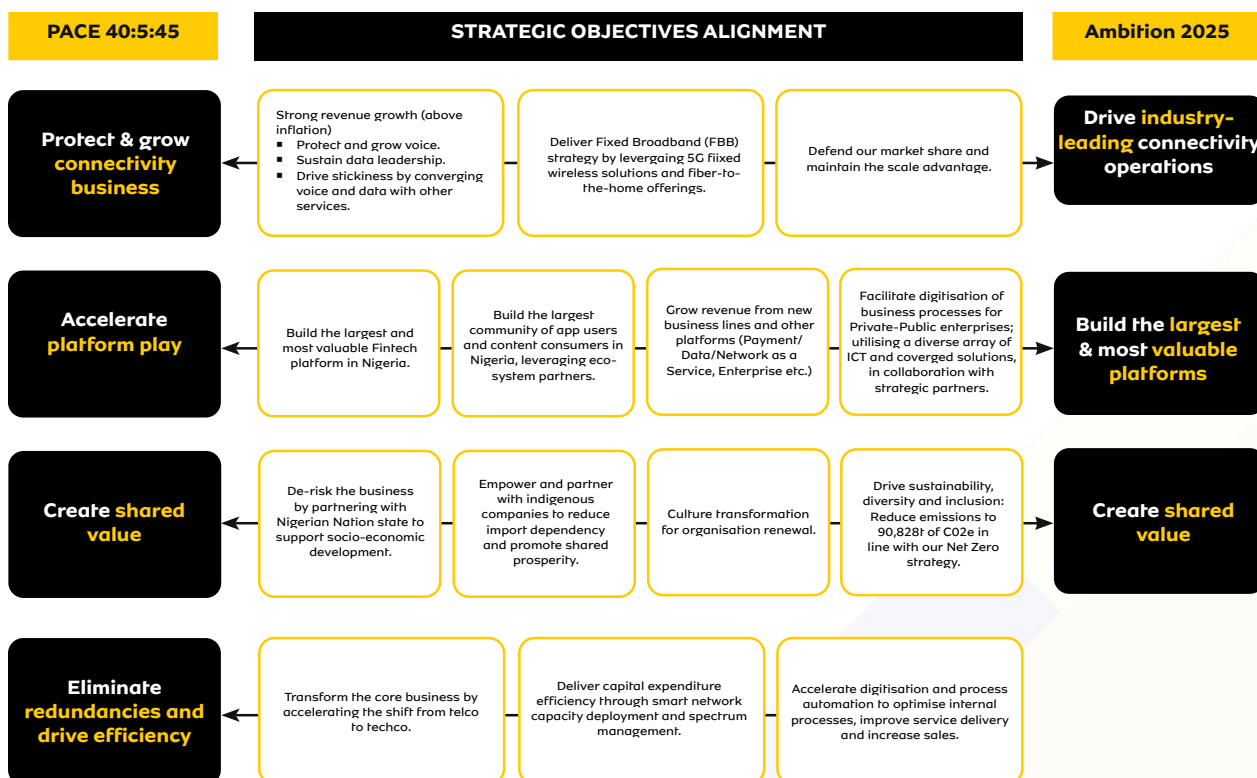 PACE 40:5:45
STRATEGIC OBJECTIVES ALIGNMENT
Ambition 2025
Protect & grow
connectivity
business
Strong revenue growth (above
inflation)
▪ Protect and grow voice.
▪ Sustain data leadership.
▪ Drive stickiness by converging
voice and data with other
services.
Deliver Fixed Broadband (FBB)
strategy by levergaing 5G fiixed
wireless solutions and fiber-to-
the-home offerings.
Defend our market share and
maintain the scale advantage.
Drive industry-
leading connectivity
operations
Accelerate
platform play
Build the largest and
most valuable Fintech
platform in Nigeria.
Build the largest
community of app users
and content consumers in
Nigeria, leveraging eco-
system partners.
Grow revenue from new
business lines and other
platforms (Payment/
Data/Network as a
Service, Enterprise etc.)
Facilitate digitisation of
business processes for
Private-Public enterprises;
utilising a diverse array of
ICT and coverged solutions,
in collaboration with
strategic partners.
Build the largest
& most valuable
platforms
Create shared
value
De-risk the business
by partnering with
Nigerian Nation state to
support socio-economic
development.
Empower and partner
with indigenous
companies to reduce
import dependency
and promote shared
prosperity.
Culture transformation
for organisation renewal.
Drive sustainability,
diversity and inclusion:
Reduce emissions to
90,828t of C02e in
line with our Net Zero
strategy.
Create shared
value
Eliminate
redundancies and
drive efficiency
Transform the core business by
accelerating the shift from telco
to techco.
Deliver capital expenditure
efficiency through smart network
capacity deployment and spectrum
management.
Accelerate digitisation and process
automation to optimise internal
processes, improve service delivery
and increase sales.